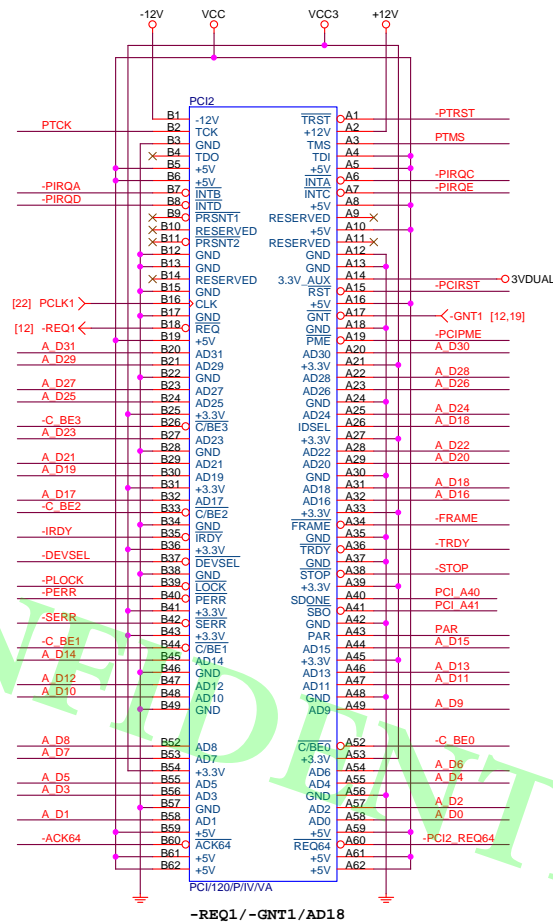 -12V VCC VCC3 +12V
PCI2
B1 -12V TRST A1 -PTRST
PTCK B2 TCK +12V A2
B3 GND TMS A3 PTMS
B4 TDO TDI A4
B5 +5V +5V A5
B6 +5V INTA A6 -PIRQC
-PIRQA B7 INTB INTC A7 -PIRQE
-PIRQD B8 INTD +5V A8
B9 PRSNT1 RESERVED A9
B10 RESERVED +5V A10
B11 PRSNT2 RESERVED A11
B12 GND GND A12
B13 GND GND A13
B14 RESERVED 3.3V_AUX A14 3VDUAL
B15 GND RST A15 -PCIRST
[22] PCLK1 B16 CLK +5V A16
B17 GND GNT A17 -GNT1 [12,19]
[12] -REQ1 B18 REQ GND A18
B19 +5V PME A19 -PCIPME
A_D31 B20 AD31 AD30 A20 A_D30
A_D29 B21 AD29 +3.3V A21
B22 GND AD28 A22 A_D28
A_D27 B23 AD27 AD26 A23 A_D26
A_D25 B24 AD25 GND A24
B25 +3.3V AD24 A25 A_D24
-C_BE3 B26 C/BE3 IDSEL A26 A_D18
A_D23 B27 AD23 +3.3V A27
B28 GND AD22 A28 A_D22
A_D21 B29 AD21 AD20 A29 A_D20
A_D19 B30 AD19 GND A30
B31 +3.3V AD18 A31 A_D18
A_D17 B32 AD17 AD16 A32 A_D16
-C_BE2 B33 C/BE2 +3.3V A33
B34 GND FRAME A34 -FRAME
-IRDY B35 IRDY GND A35
B36 +3.3V TRDY A36 -TRDY
-DEVSEL B37 DEVSEL GND A37
B38 GND STOP A38 -STOP
-PLOCK B39 LOCK +3.3V A39
-PERR B40 PERR SDONE A40 PCI_A40
B41 +3.3V SBO A41 PCI_A41
-SERR B42 SERR GND A42
B43 +3.3V PAR A43 PAR
-C_BE1 B44 C/BE1 AD15 A44 A_D15
A_D14 B45 AD14 +3.3V A45
B46 GND AD13 A46 A_D13
A_D12 B47 AD12 AD11 A47 A_D11
A_D10 B48 AD10 GND A48
B49 GND AD9 A49 A_D9
A_D8 B52 AD8 C/BE0 A52 -C_BE0
A_D7 B53 AD7 +3.3V A53
B54 +3.3V AD6 A54 A_D6
A_D5 B55 AD5 AD4 A55 A_D4
A_D3 B56 AD3 GND A56
B57 GND AD2 A57 A_D2
A_D1 B58 AD1 AD0 A58 A_D0
B59 +5V +5V A59
-ACK64 B60 ACK64 REQ64 A60 -PCI2_REQ64
B61 +5V +5V A61
B62 +5V +5V A62
PCI/120/P/IV/VA
-REQ1/-GNT1/AD18
NFIDENT